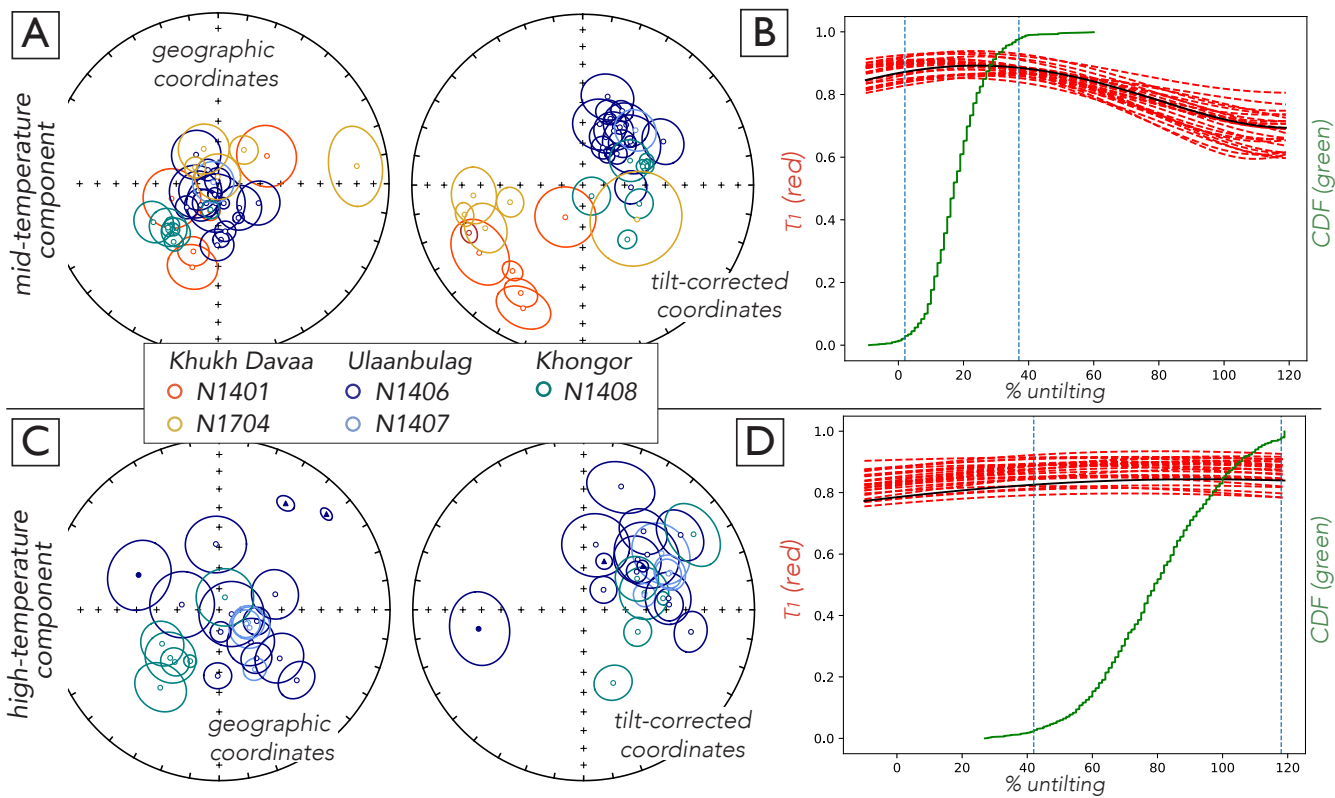 A
geographic
coordinates
mid-temperature
component
tilt-corrected
coordinates
B
1.0
0.8
0.6
0.4
0.2
0.0
τ1 (red)
CDF (green)
0 20 40 60 80 100 120
% untilting
Khukh Davaa
N1401
N1704
Ulaanbulag
N1406
N1407
Khongor
N1408
C
high-temperature
component
geographic
coordinates
tilt-corrected
coordinates
D
1.0
0.8
0.6
0.4
0.2
0.0
τ1 (red)
CDF (green)
0 20 40 60 80 100 120
% untilting